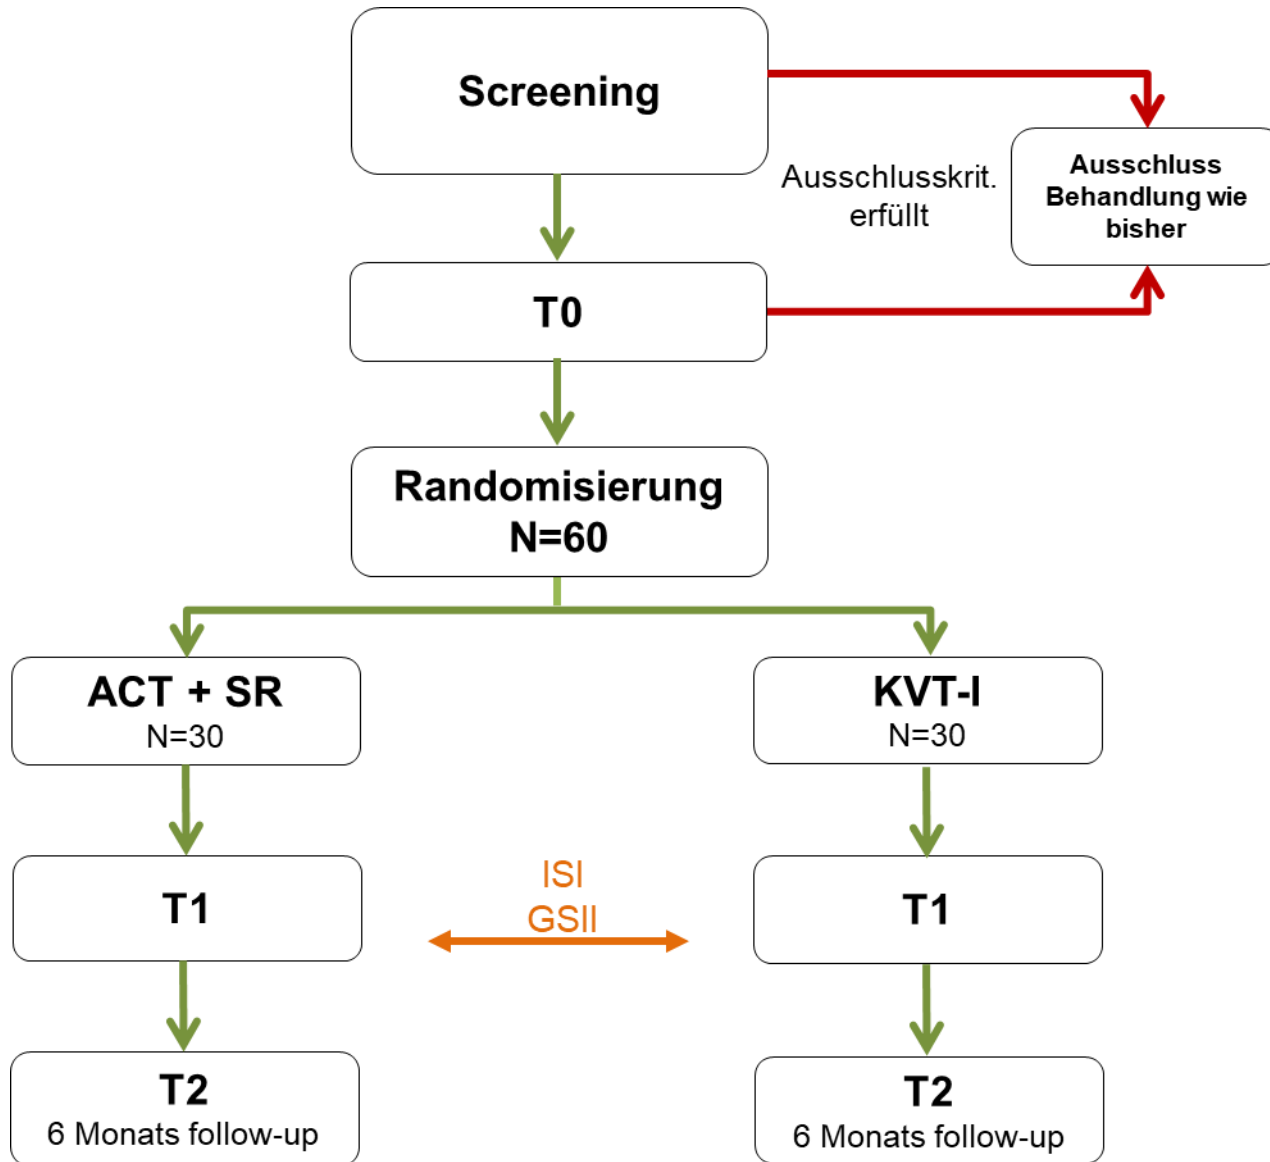 Screening
Ausschlusskrit.
erfüllt
Ausschluss
Behandlung wie
bisher
T0
Randomisierung
N=60
ACT + SR
N=30
KVT-I
N=30
T1
ISI
GSII
T1
T2
6 Monats follow-up
T2
6 Monats follow-up